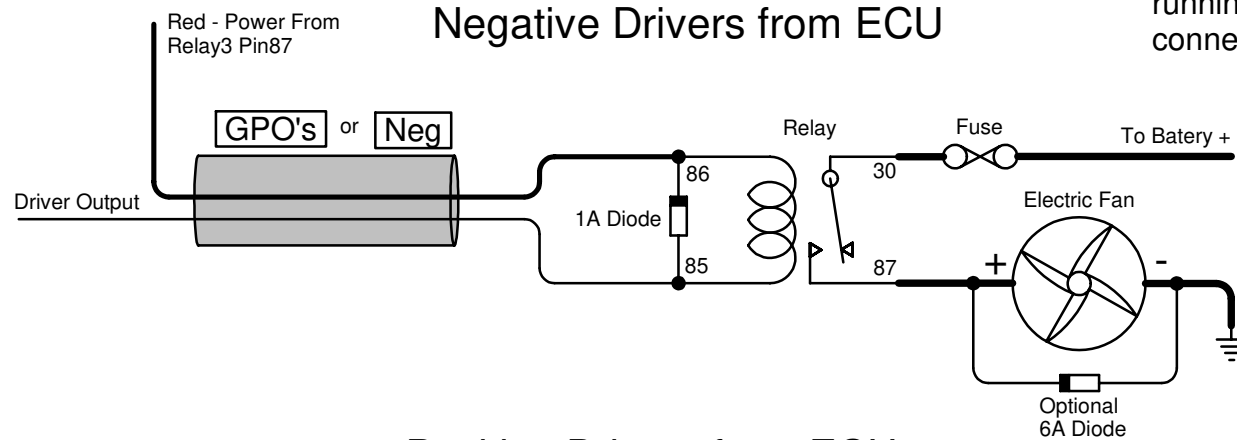 Negative Drivers from ECU
Red - Power From
Relay3 Pin87
conne
GPO's or Neg
Relay
Fuse
To Batery +
Driver Output
86
30
1A Diode
Electric Fan
85
87
+
-
Optional
6A Diode